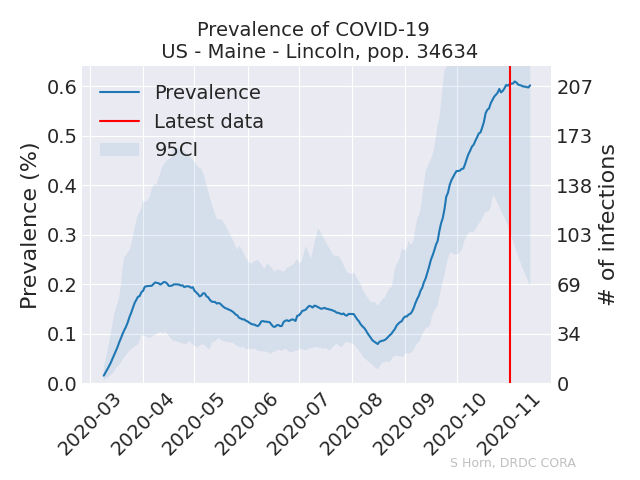 Prevalence of COVID-19
US - Maine - Lincoln, pop. 34634
Prevalence (%)
0.6
0.5
0.4
0.3
0.2
0.1
0.0
Prevalence
Latest data
95CI
207
173
138
103
69
34
0
# of infections
2020-03
2020-04
2020-05
2020-06
2020-07
2020-08
2020-09
2020-10
2020-11
S Horn, DRDC CORA